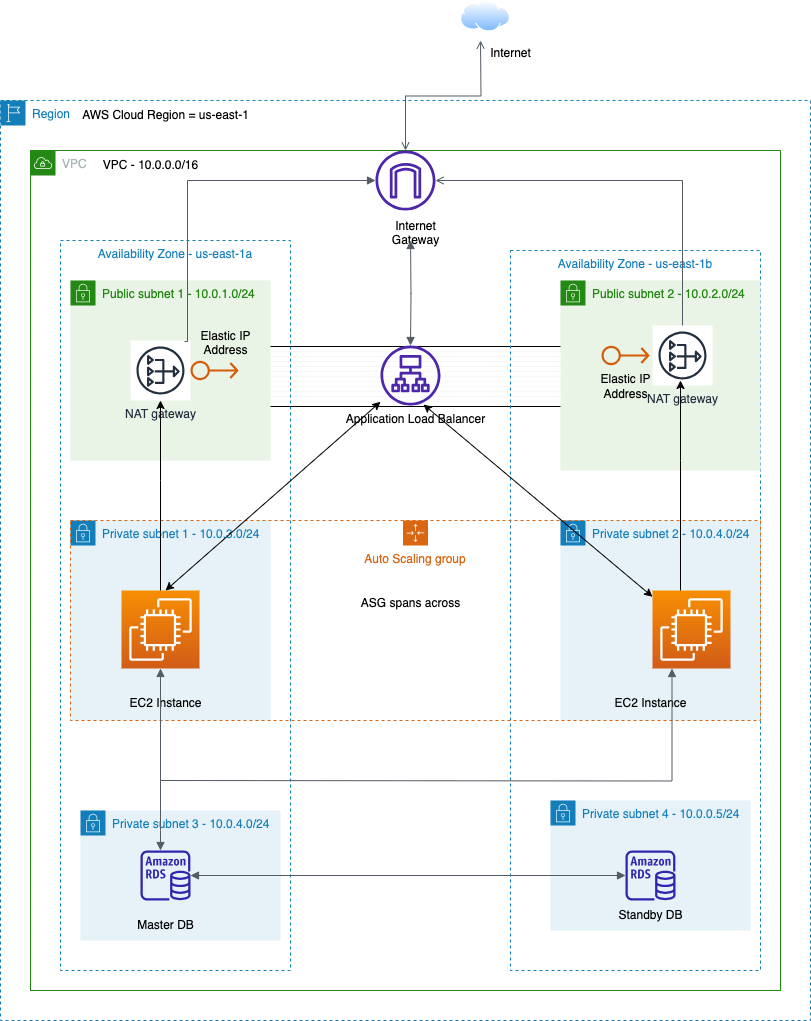 Internet
Region
AWS Cloud Region = us-east-1
VPC
VPC - 10.0.0.0/16
Internet
Gateway
Availability Zone - us-east-1a
Availability Zone - us-east-1b
Public subnet 1 - 10.0.1.0/24
Public subnet 2 - 10.0.2.0/24
Elastic IP
Address
NAT gateway
Elastic IP
Address
NAT gateway
Application Load Balancer
Private subnet 1 - 10.0.3.0/24
Private subnet 2 - 10.0.4.0/24
Auto Scaling group
ASG spans across
EC2 Instance
EC2 Instance
Private subnet 3 - 10.0.4.0/24
Private subnet 4 - 10.0.0.5/24
Amazon
RDS
Master DB
Amazon
RDS
Standby DB